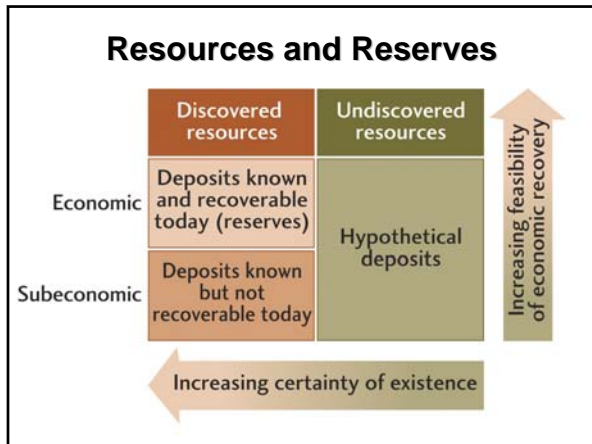 Resources and Reserves
Discovered
resources
Undiscovered
resources
Economic
Deposits known
and recoverable
today (reserves)
Hypothetical
deposits
Subeconomic
Deposits known
but not
recoverable today
Increasing feasibility
of economic recovery
Increasing certainty of existence